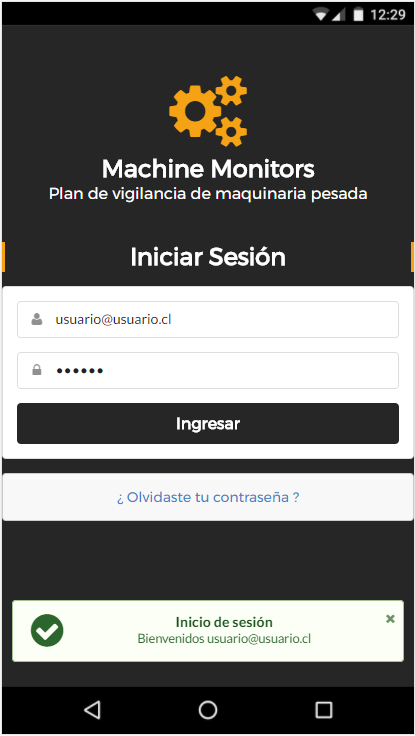 12:29
Machine Monitors
Plan de vigilancia de maquinaria pesada
Iniciar Sesión
usuario@usuario.cl
••••••
Ingresar
¿ Olvidaste tu contraseña ?
Inicio de sesión
Bienvenidos usuario@usuario.cl